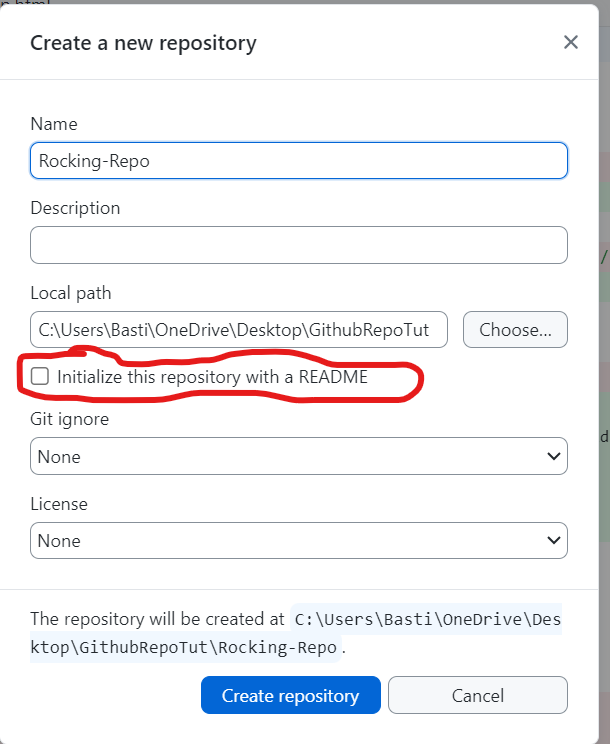 Create a new repository
Name
Rocking-Repo
Description
Local path
C:\Users\Basti\OneDrive\Desktop\GithubRepoTut
Choose...
Initialize this repository with a README
Git ignore
None
License
None
The repository will be created at C:\Users\Basti\OneDrive\Des
ktop\GithubRepoTut\Rocking-Repo.
Create repository
Cancel